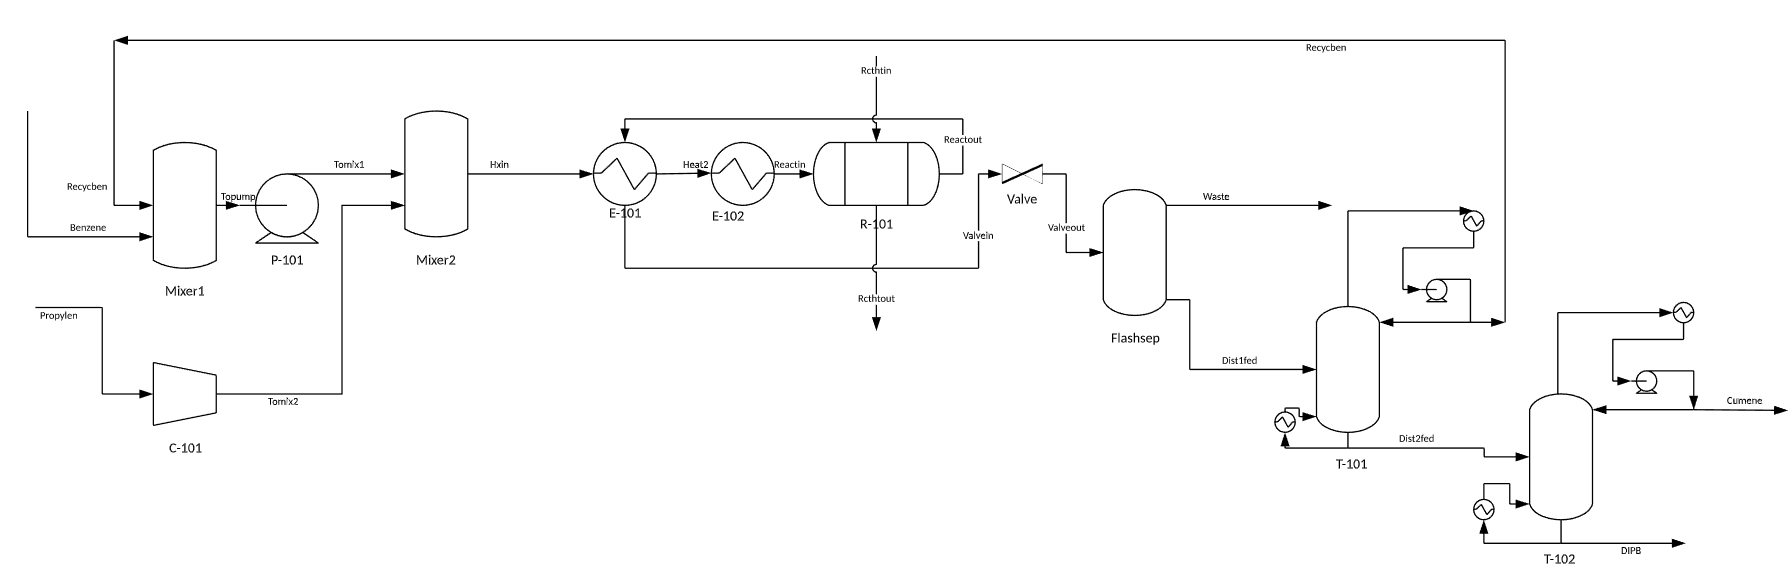 Recycben
Rcthtin
Reactout
Recycben
Benzene
Topump
P-101
Mixer1
Tomix1
Mixer2
Hxin
E-101
Heat2
E-102
Reactin
R-101
Rcthtout
Valvein
Valve
Valveout
Waste
Flashsep
Propylen
Tomix2
C-101
Dist1fed
T-101
Dist2fed
Cumene
DIPB
T-102